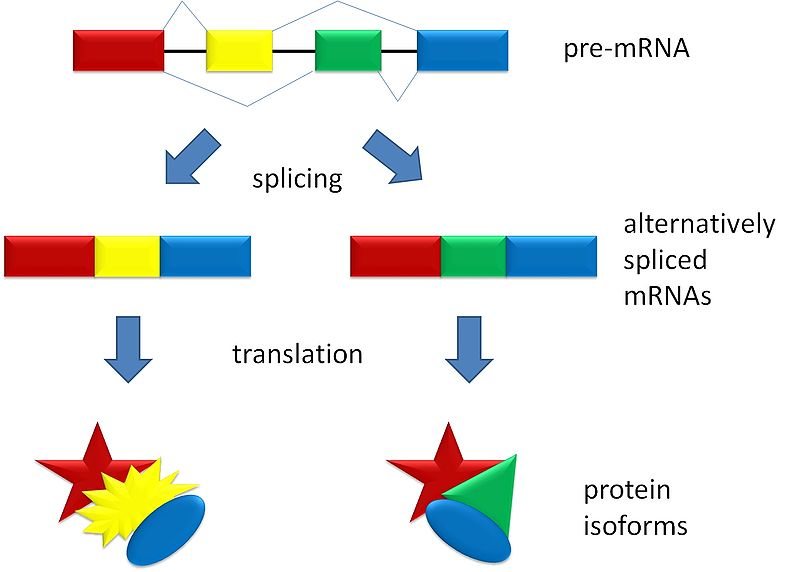 pre-mRNA
splicing
alternatively
spliced
mRNAs
translation
protein
isoforms